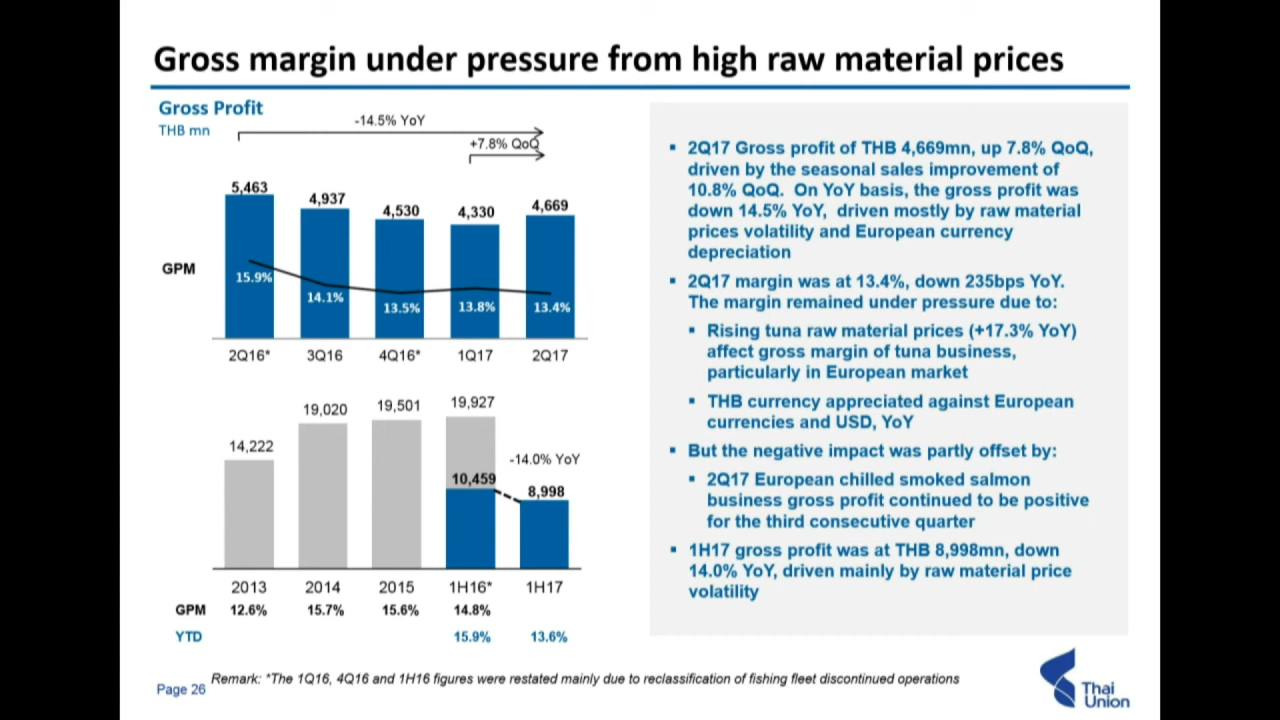 Gross margin under pressure from high raw material prices
Gross Profit
THB mn
-14.5% YoY
+7.8% QoQ
5,463
4,937
4,530
4,330
4,669
GPM
15.9%
14.1%
13.5%
13.8%
13.4%
2Q16*
3Q16
4Q16*
1Q17
2Q17
14,222
19,020
19,501
19,927
-14.0% YoY
10,459
8,998
2013
2014
2015
1H16*
1H17
GPM 12.6% 15.7% 15.6% 14.8%
YTD 15.9% 13.6%
▪ 2Q17 Gross profit of THB 4,669mn, up 7.8% QoQ,
driven by the seasonal sales improvement of
10.8% QoQ. On YoY basis, the gross profit was
down 14.5% YoY, driven mostly by raw material
prices volatility and European currency
depreciation
▪ 2Q17 margin was at 13.4%, down 235bps YoY.
The margin remained under pressure due to:
▪ Rising tuna raw material prices (+17.3% YoY)
affect gross margin of tuna business,
particularly in European market
▪ THB currency appreciated against European
currencies and USD, YoY
▪ But the negative impact was partly offset by:
▪ 2Q17 European chilled smoked salmon
business gross profit continued to be positive
for the third consecutive quarter
▪ 1H17 gross profit was at THB 8,998mn, down
14.0% YoY, driven mainly by raw material price
volatility
Page 26
Remark: *The 1Q16, 4Q16 and 1H16 figures were restated mainly due to reclassification of fishing fleet discontinued operations
Thai
Union